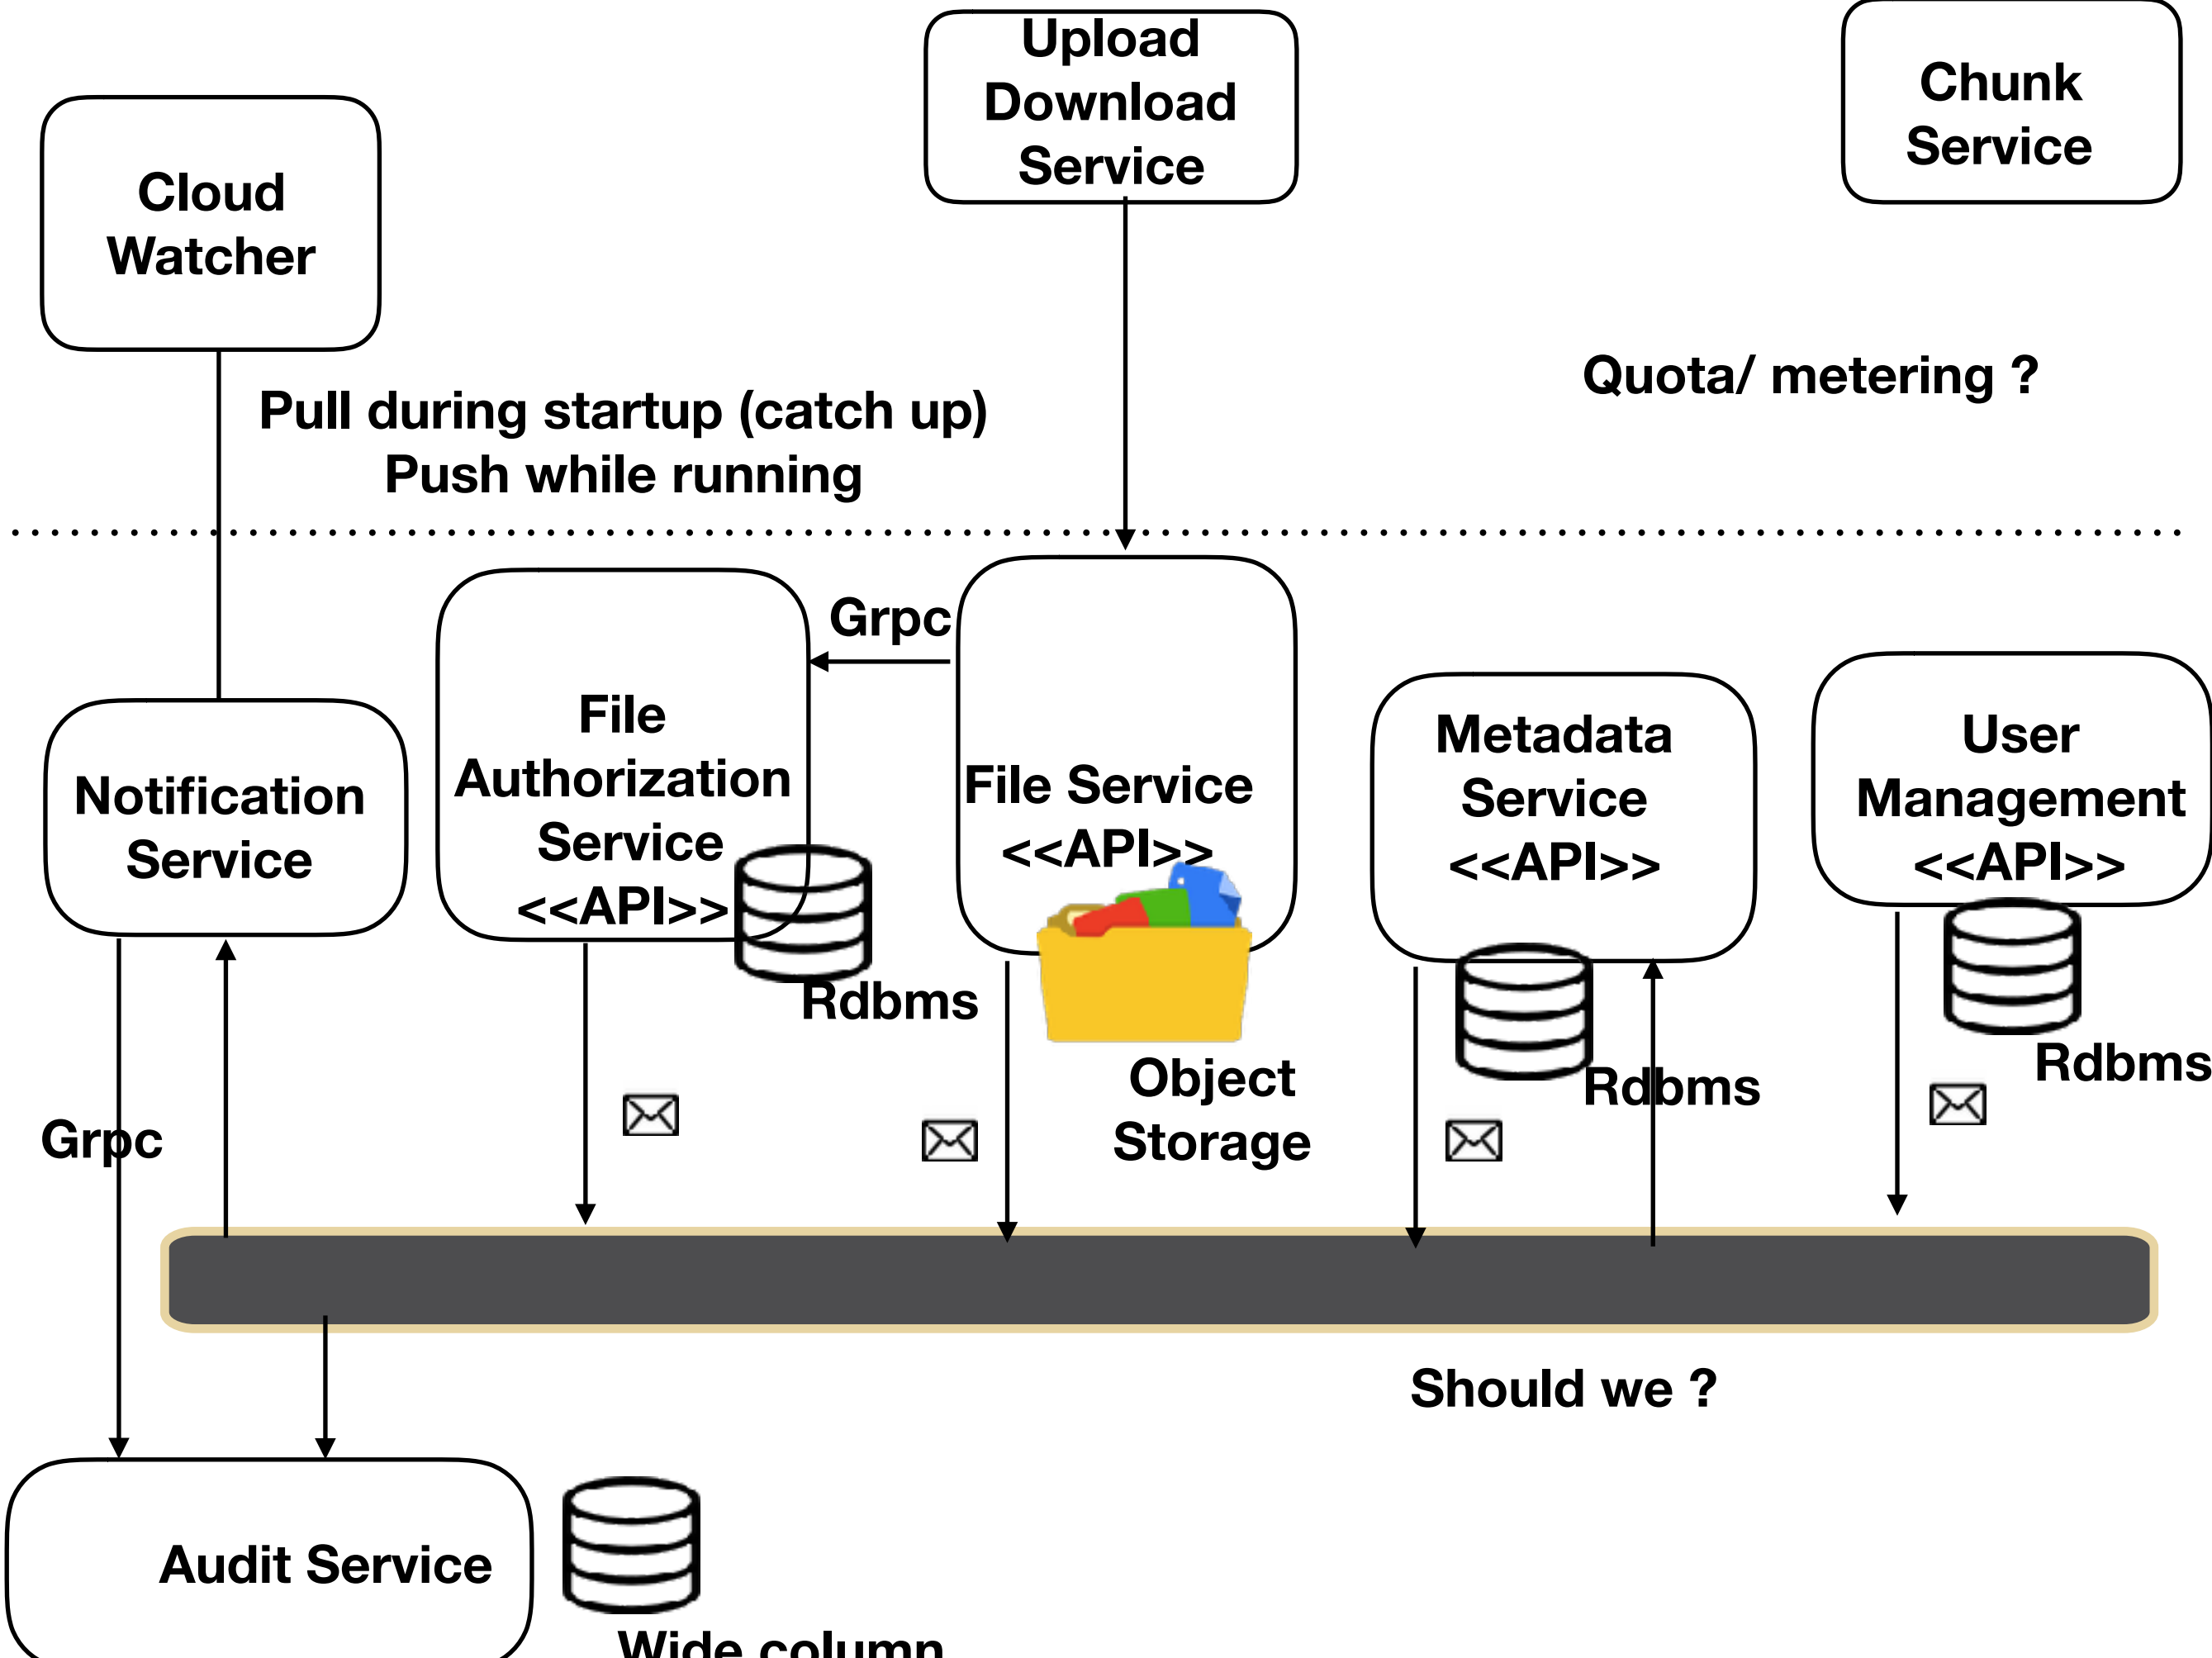 Upload
Download
Service
Chunk
Service
Cloud
Watcher
Quota/ metering ?
Pull during startup (catch up)
Push while running
Grpc
File
Authorization
Service
<<API>>
File Service
<<API>>
Metadata
Service
<<API>>
User
Management
<<API>>
Notification
Service
Rdbms
Object
Storage
Rdbms
Rdbms
Grpc
Should we ?
Audit Service
Wide column